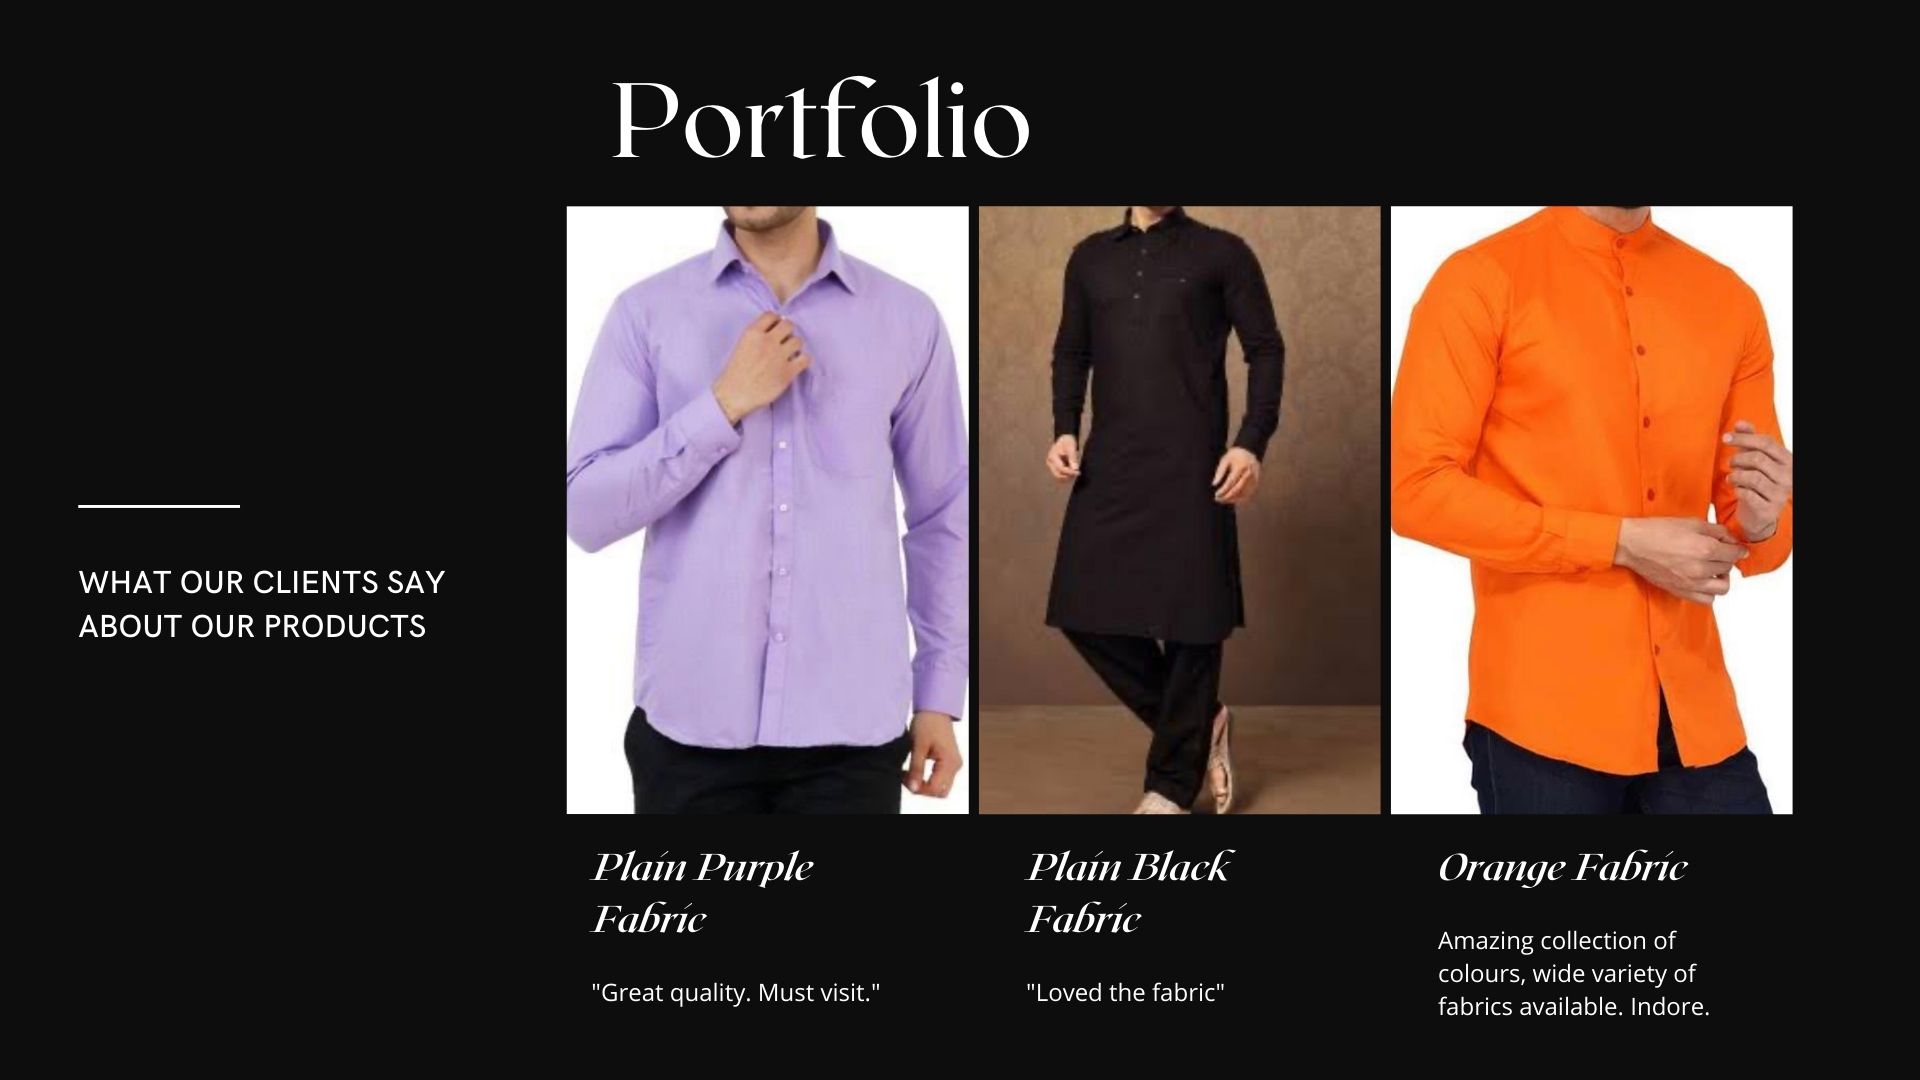 Portfolio
WHAT OUR CLIENTS SAY
ABOUT OUR PRODUCTS
Plain Purple
Fabric
"Great quality. Must visit."
Plain Black
Fabric
"Loved the fabric"
Orange Fabric
Amazing collection of
colours, wide variety of
fabrics available. Indore.